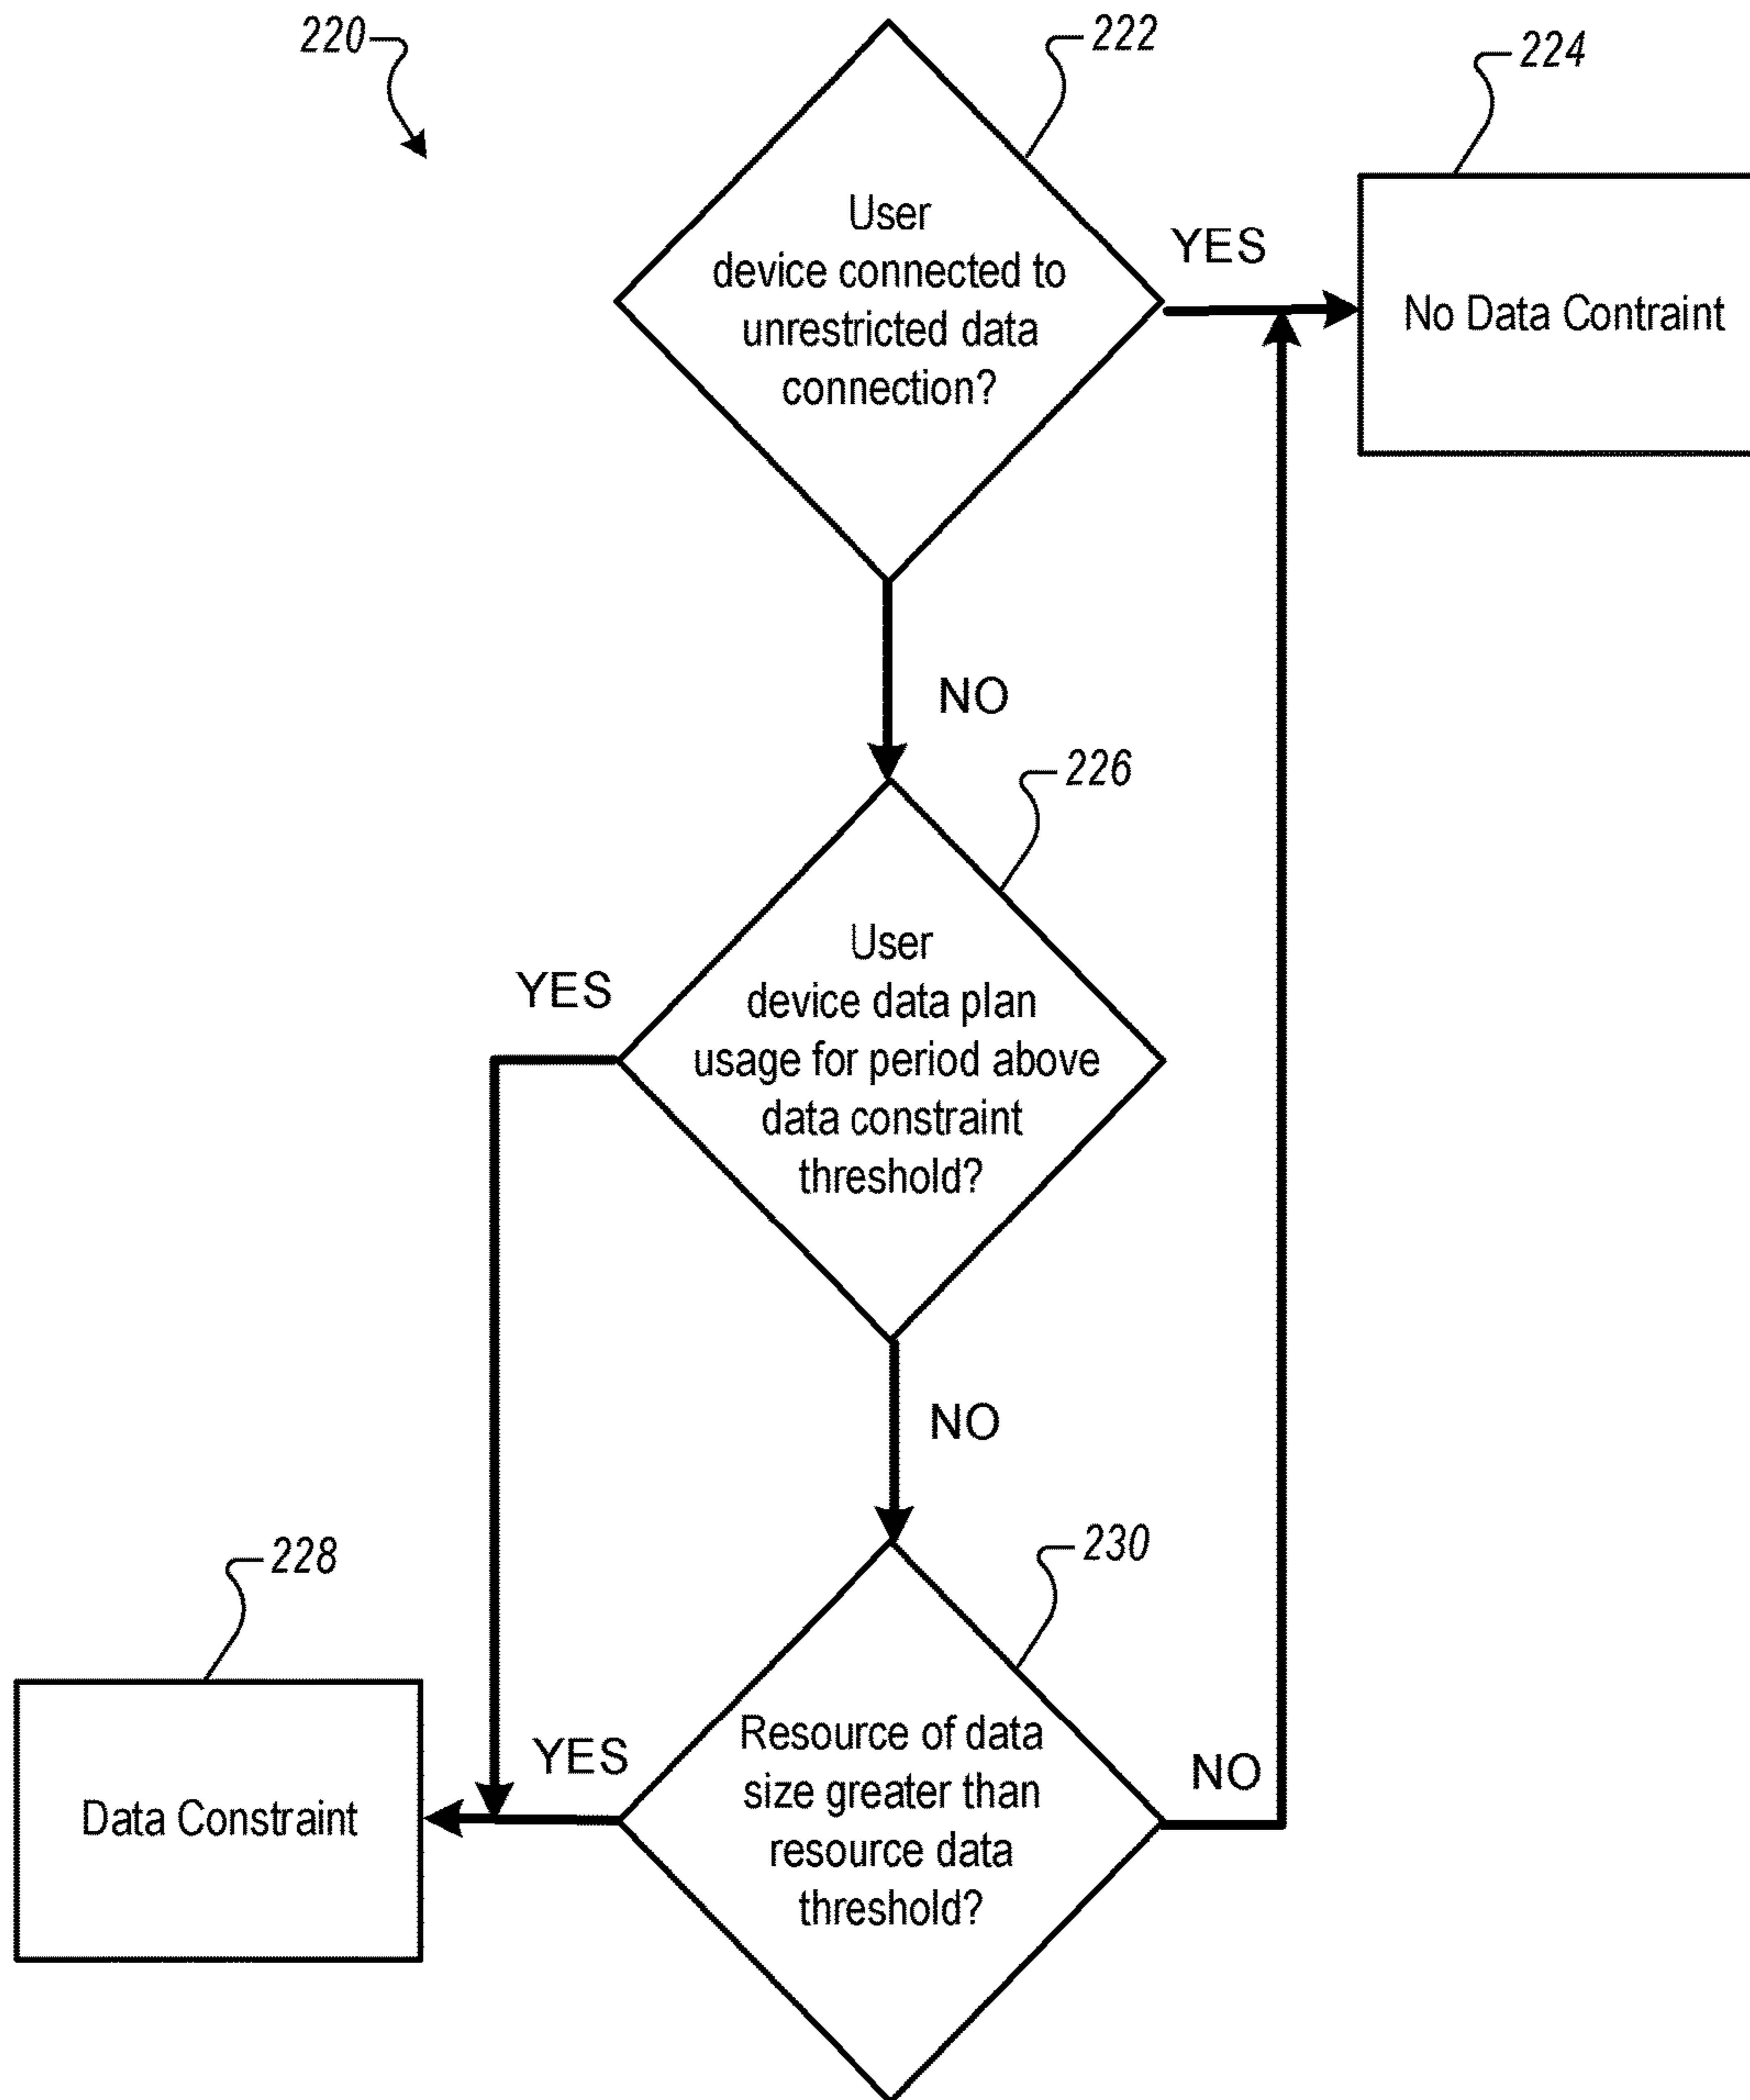 220
222
224
User
device connected to
unrestricted data
connection?
YES
No Data Contraint
NO
226
User
device data plan
usage for period above
data constraint
threshold?
YES
NO
228
230
Data Constraint
YES
Resource of data
size greater than
resource data
threshold?
NO